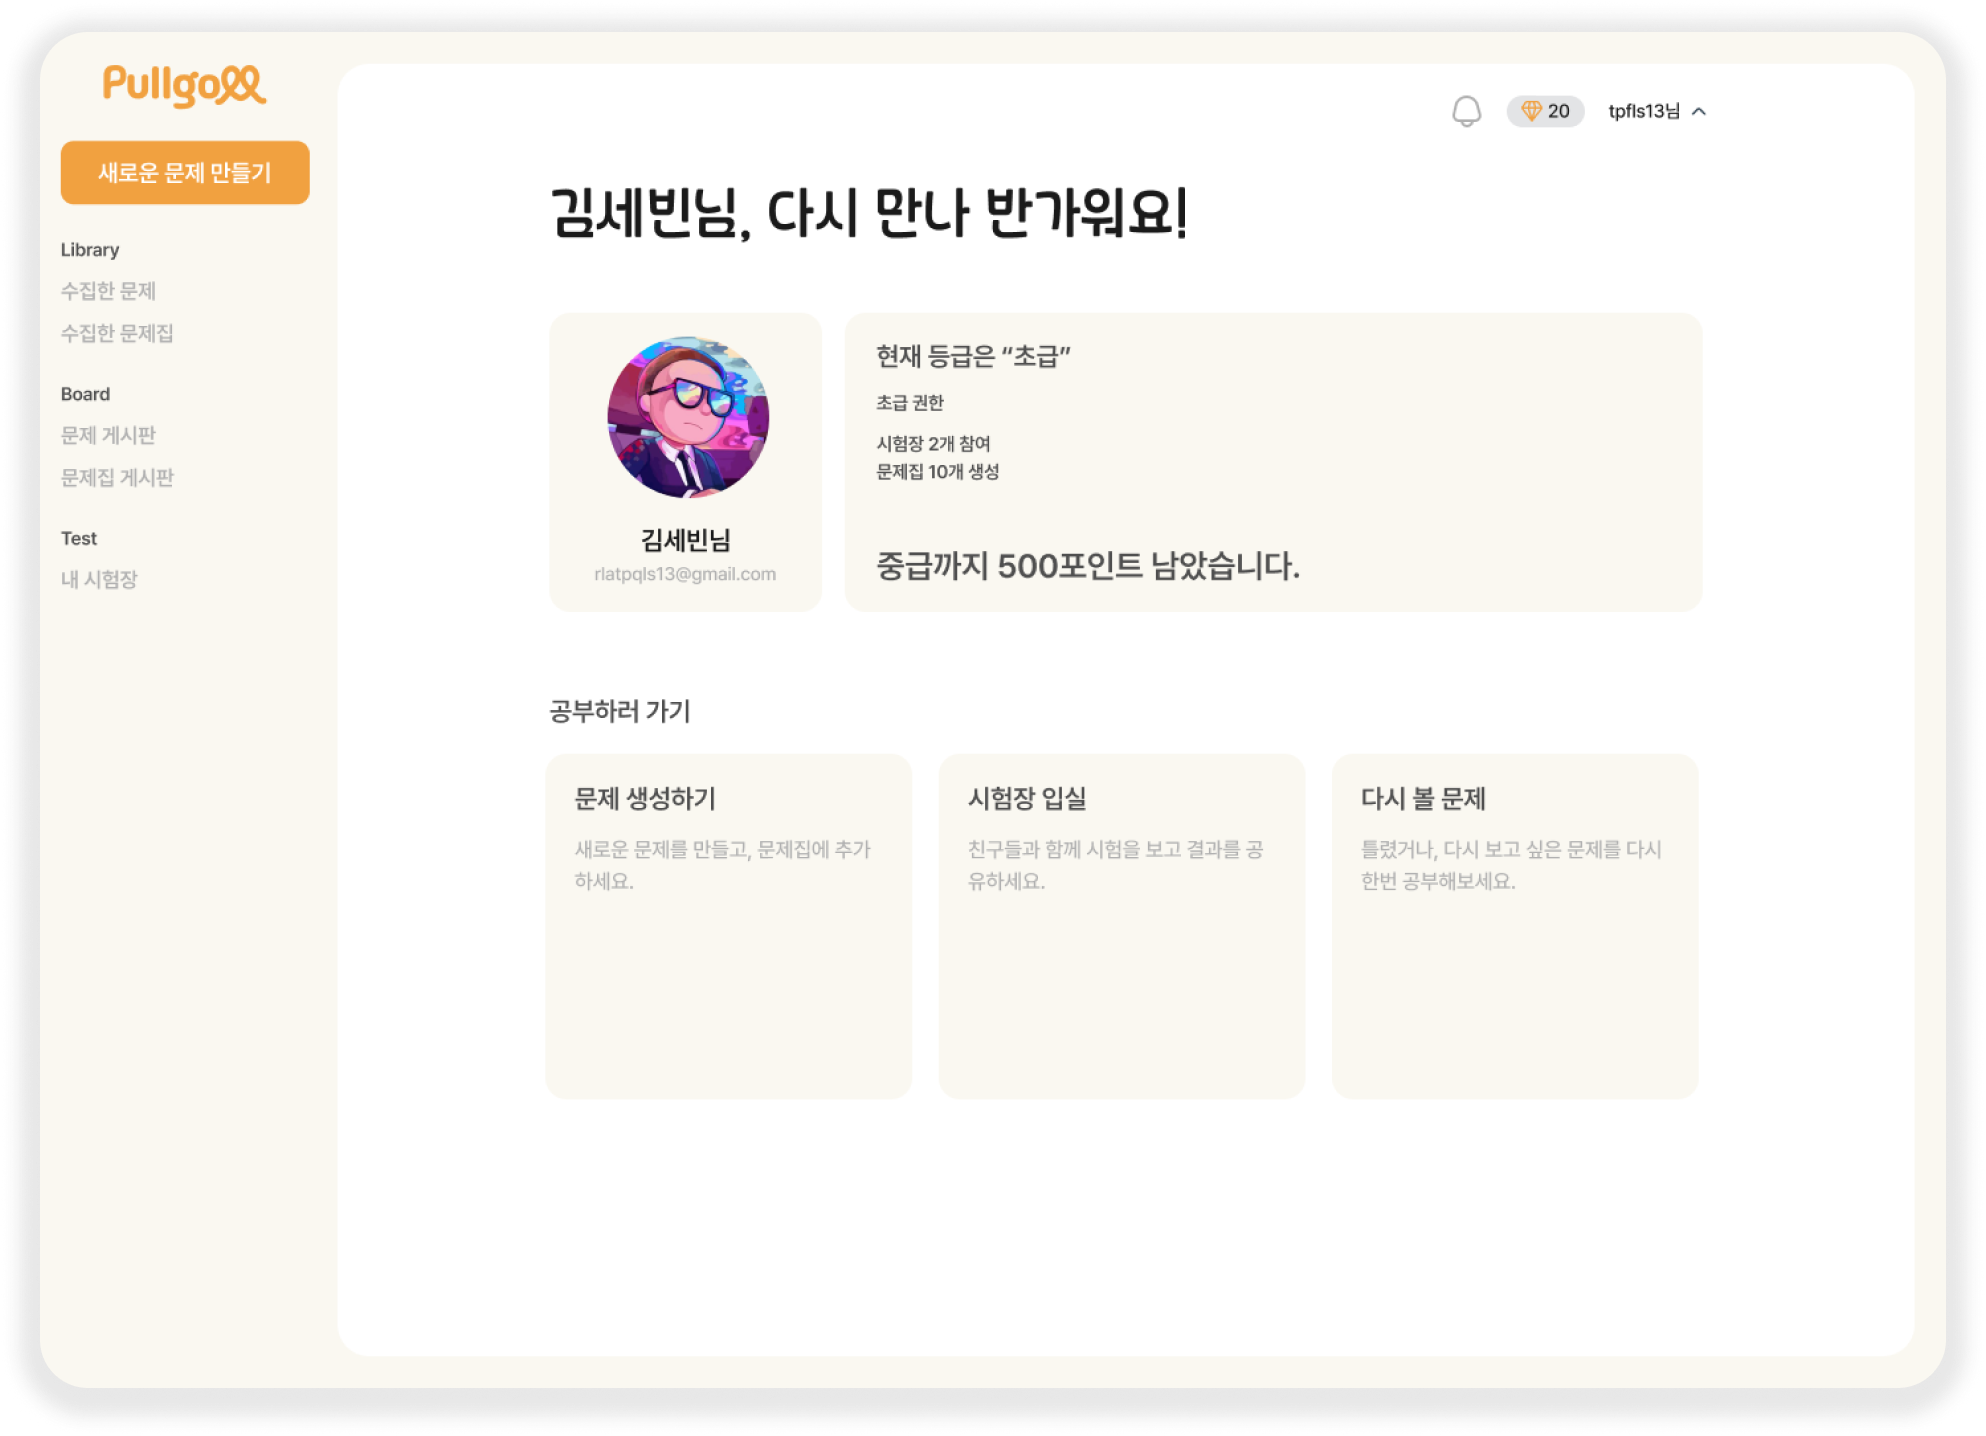 Pullgo
새로운 문제 만들기
Library
수집한 문제
수집한 문제집
Board
문제 게시판
문제집 게시판
Test
내 시험장
20
tpfls13님
김세빈님, 다시 만나 반가워요!
김세빈님
rlatpqls13@gmail.com
현재 등급은 “초급”
초급 권한
시험장 2개 참여
문제집 10개 생성
중급까지 500포인트 남았습니다.
공부하러 가기
문제 생성하기
새로운 문제를 만들고, 문제집에 추가
하세요.
시험장 입실
친구들과 함께 시험을 보고 결과를 공
유하세요.
다시 볼 문제
틀렸거나, 다시 보고 싶은 문제를 다시
한번 공부해보세요.